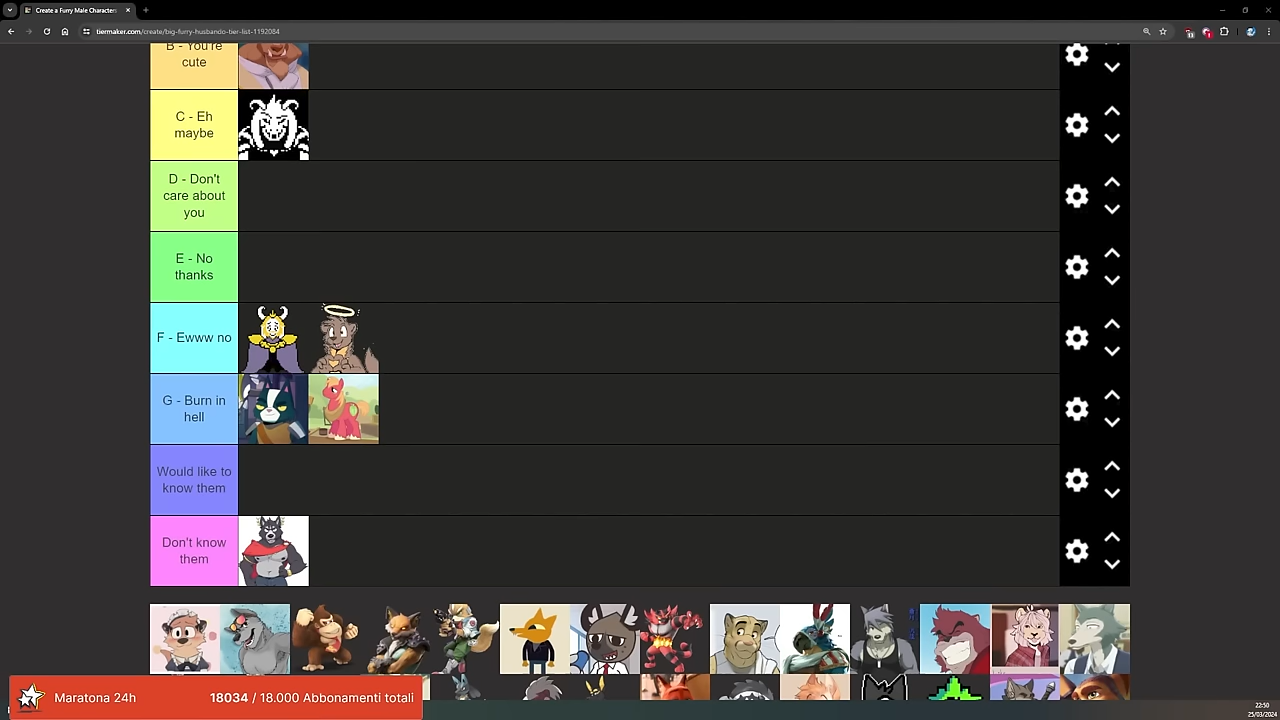 Create a Furry Male Characters
tiermaker.com/create/big-furry-husbando-tier-list-1192084
B - You're
cute
C - Eh
maybe
D - Don't
care about
you
E - No
thanks
F - Ewww no
G - Burn in
hell
Would like to
know them
Don't know
them
Maratona 24h
18034 / 18.000 Abbonamenti totali
22:50
25/03/2024